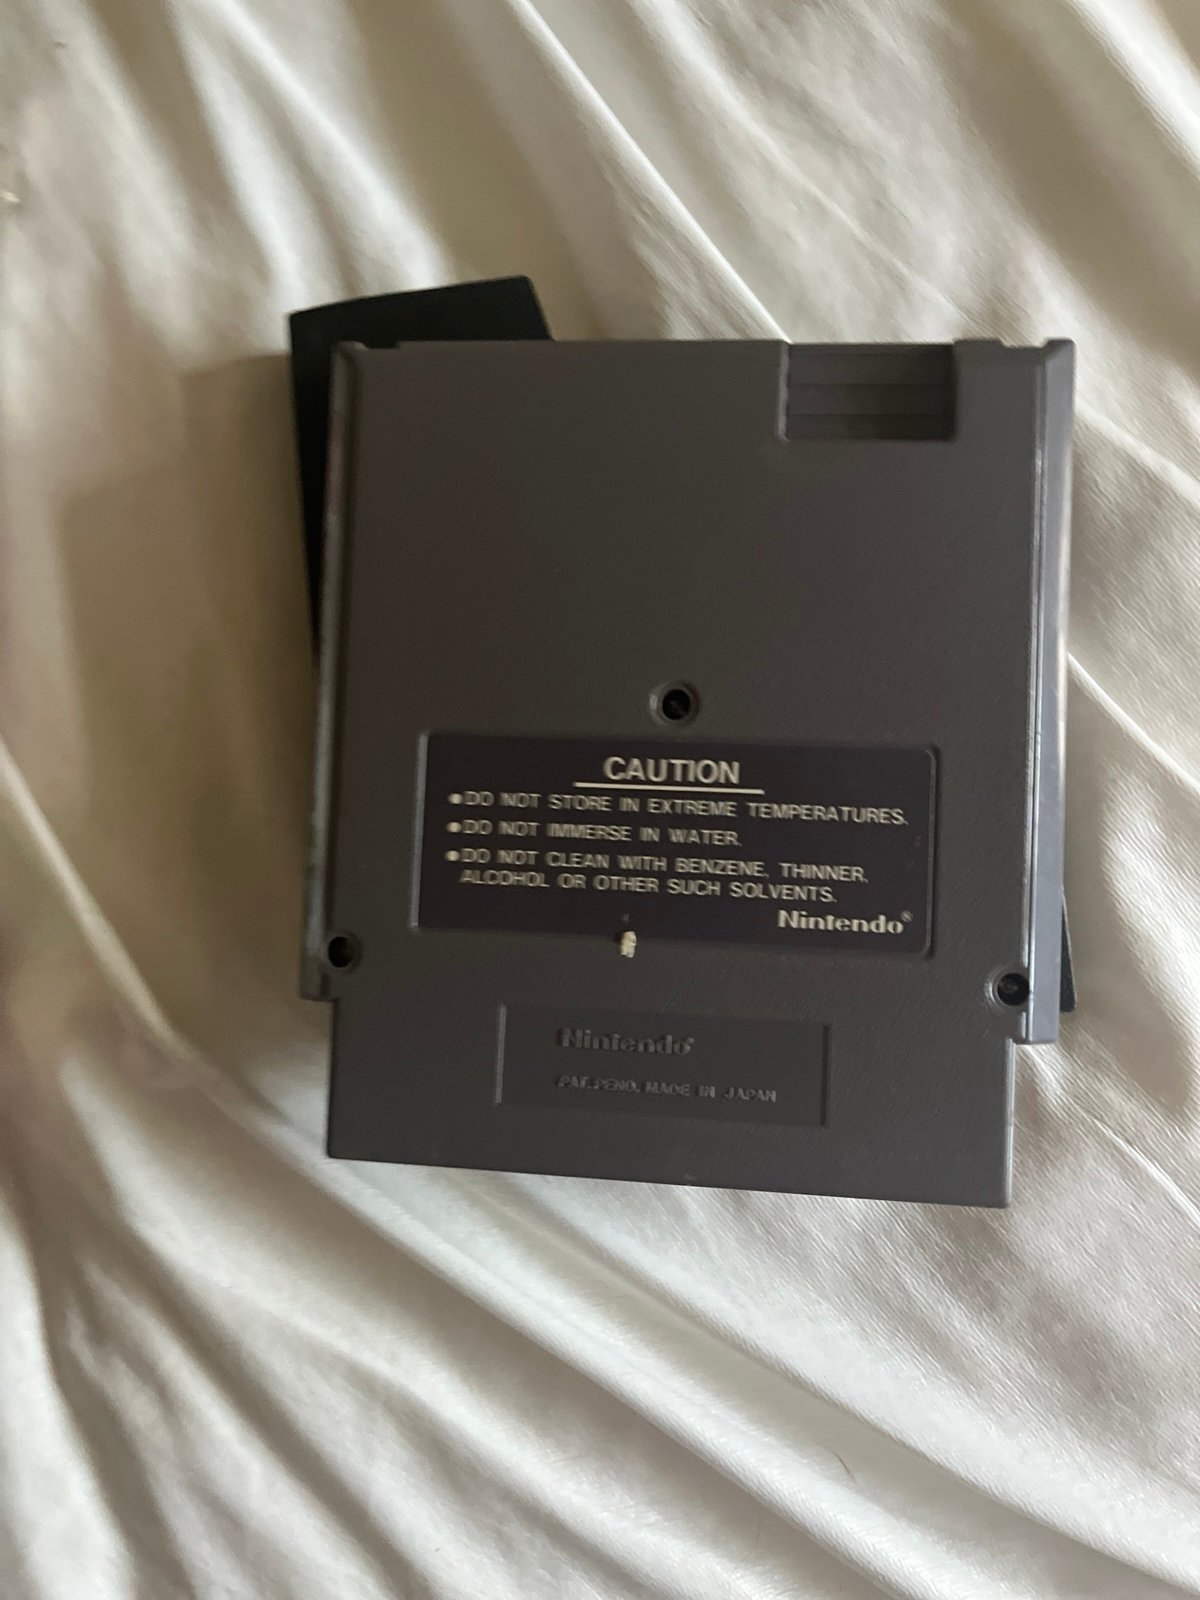 CAUTION
•DO NOT STORE IN EXTREME TEMPERATURES.
•DO NOT IMMERSE IN WATER.
•DO NOT CLEAN WITH BENZENE, THINNER,
ALCOHOL OR OTHER SUCH SOLVENTS.
Nintendo®
Nintendo®
PAT. PEND. MADE IN JAPAN